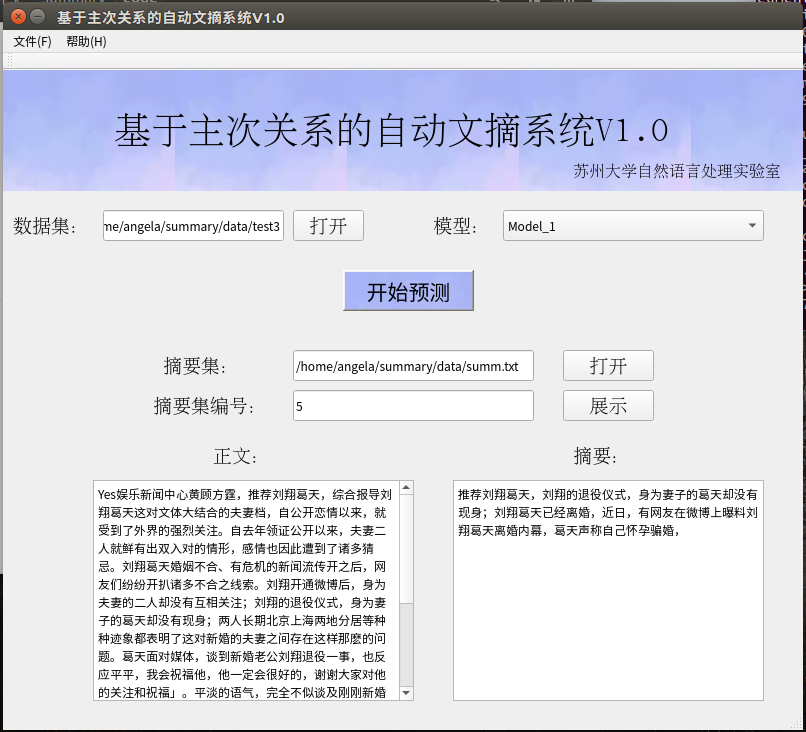 基于主次关系的自动文摘系统V1.0
文件(F) 帮助(H)
基于主次关系的自动文摘系统V1.0
苏州大学自然语言处理实验室
数据集: me/angela/summary/data/test3 打开 模型: Model_1
开始预测
摘要集: /home/angela/summary/data/summ.txt 打开
摘要集编号: 5 展示
正文:
Yes娱乐新闻中心黄顾方霆，推荐刘翔葛天，综合报导刘
翔葛天这对文体大结合的夫妻档，自公开恋情以来，就
受到了外界的强烈关注。自去年领证公开以来，夫妻二
人就鲜有出双入对的情形，感情也因此遭到了诸多猜
忌。刘翔葛天婚姻不合、有危机的新闻流传开之后，网
友们纷纷开扒诸多不合之线索。刘翔开通微博后，身为
夫妻的二人却没有互相关注；刘翔的退役仪式，身为妻
子的葛天却没有现身；两人长期北京上海两地分居等种
种迹象都表明了这对新婚的夫妻之间存在这样那麼的问
题。葛天面对媒体，谈到新婚老公刘翔退役一事，也反
应平平，我会祝福他，他一定会很好的，谢谢大家对他
的关注和祝福」。平淡的语气，完全不似谈及刚刚新婚
摘要:
推荐刘翔葛天，刘翔的退役仪式，身为妻子的葛天却没有
现身；刘翔葛天已经离婚，近日，有网友在微博上曝料刘
翔葛天离婚内幕，葛天声称自己怀孕骗婚，